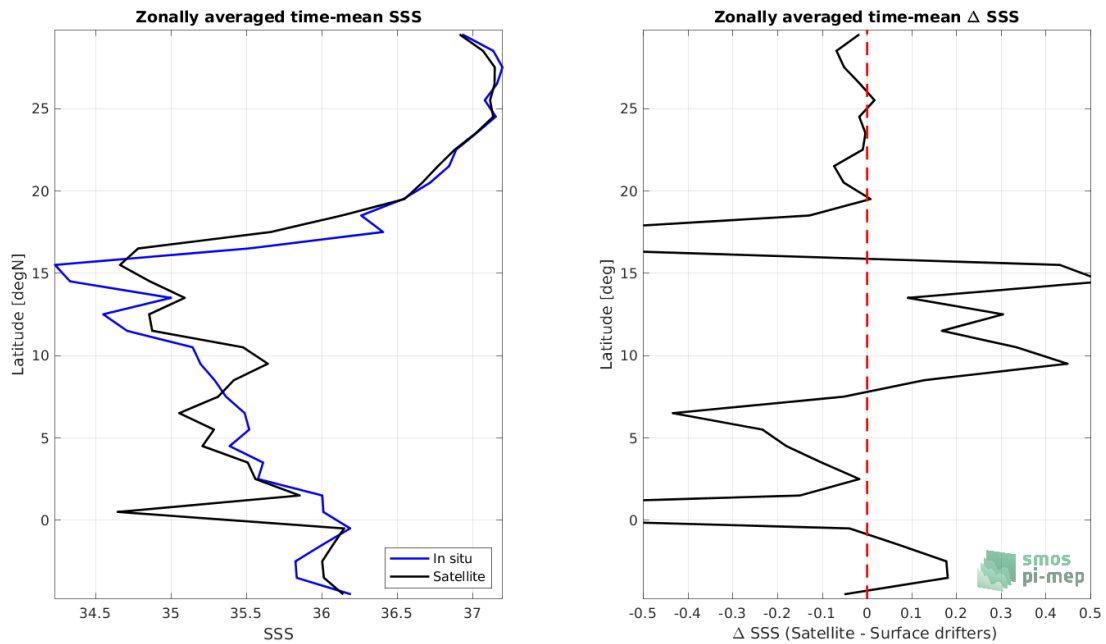 Zonally averaged time-mean SSS
Latitude [degN]
25
20
15
10
5
0
34.5 35 35.5 36 36.5 37
SSS
In situ
Satellite
Zonally averaged time-mean Δ SSS
Latitude [deg]
25
20
15
10
5
0
-0.5 -0.4 -0.3 -0.2 -0.1 0 0.1 0.2 0.3 0.4 0.5
Δ SSS (Satellite - Surface drifters)
smos
pi-mep